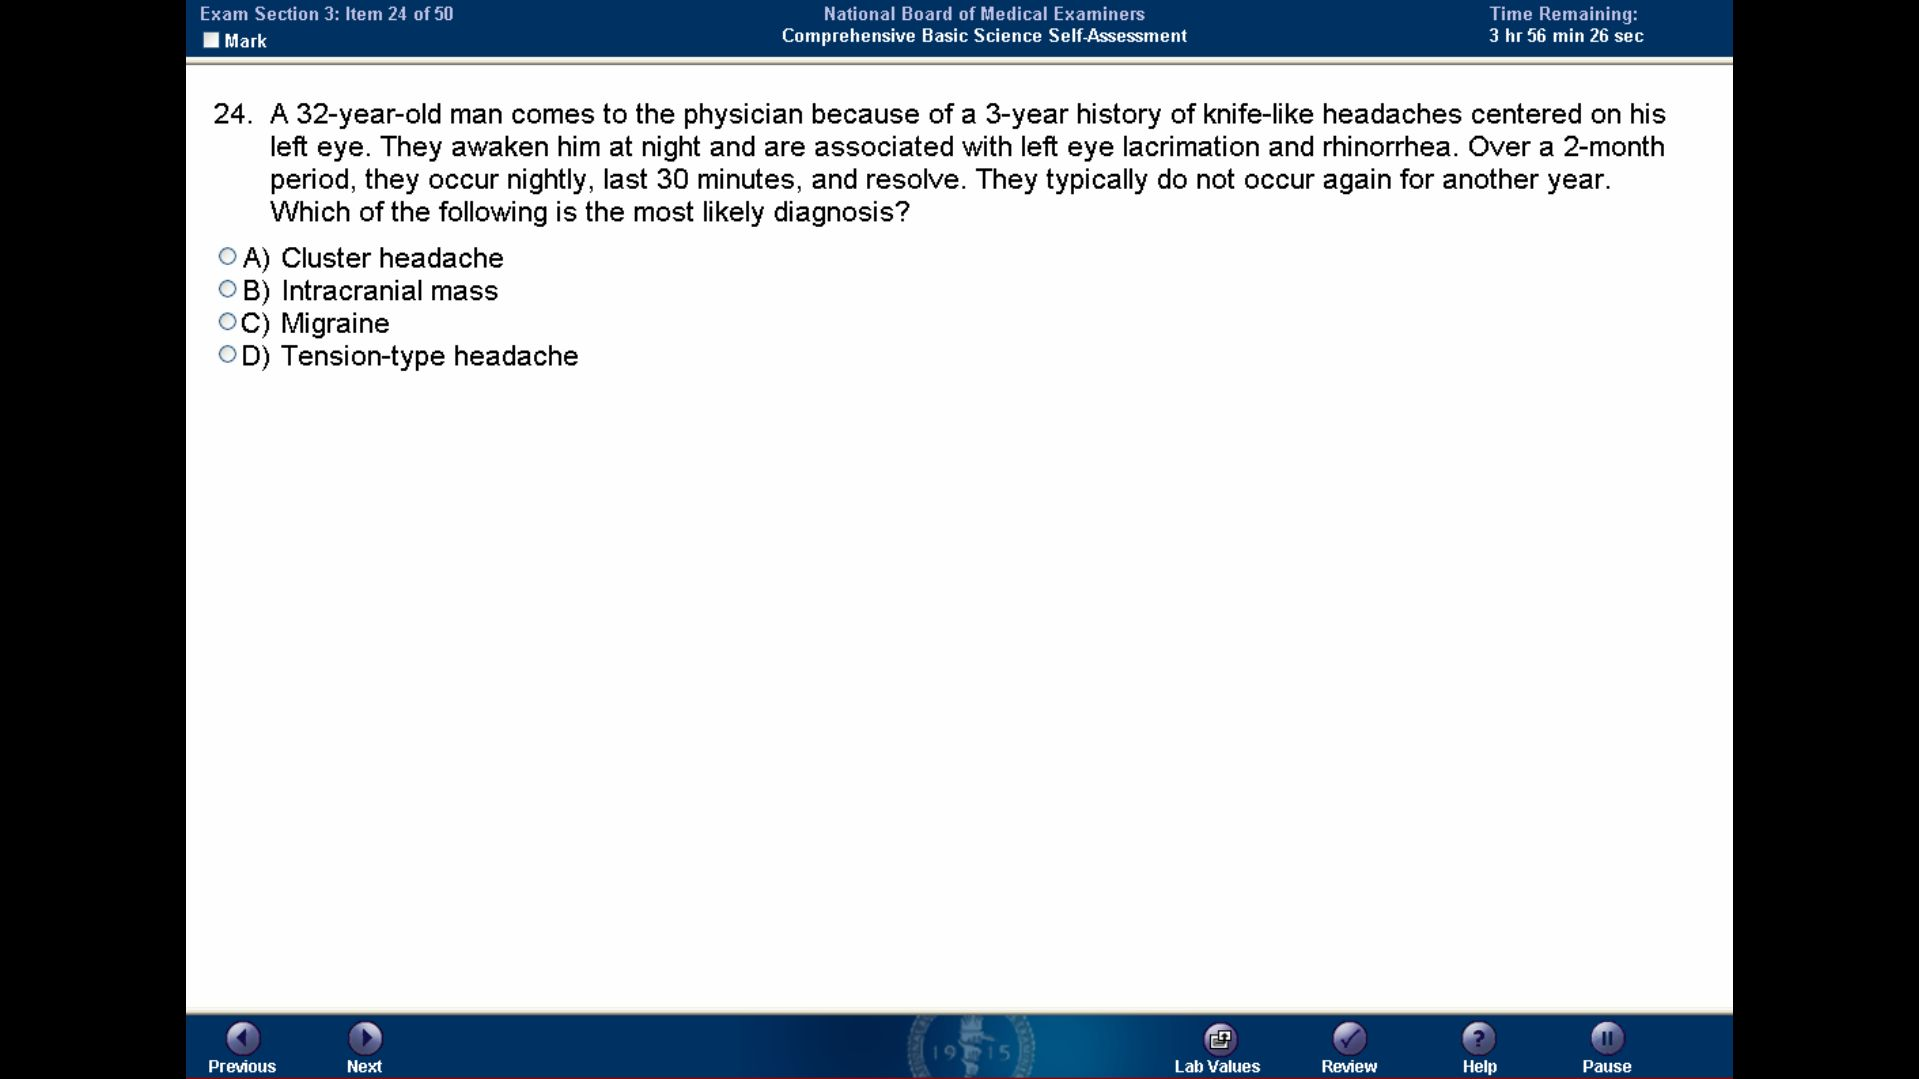 Exam Section 3: Item 24 of 50
National Board of Medical Examiners
Time Remaining:
Mark
Comprehensive Basic Science Self-Assessment
3 hr 56 min 26 sec
24. A 32-year-old man comes to the physician because of a 3-year history of knife-like headaches centered on his
left eye. They awaken him at night and are associated with left eye lacrimation and rhinorrhea. Over a 2-month
period, they occur nightly, last 30 minutes, and resolve. They typically do not occur again for another year.
Which of the following is the most likely diagnosis?
A) Cluster headache
B) Intracranial mass
C) Migraine
D) Tension-type headache
1915
Previous
Next
Lab Values
Review
Help
Pause